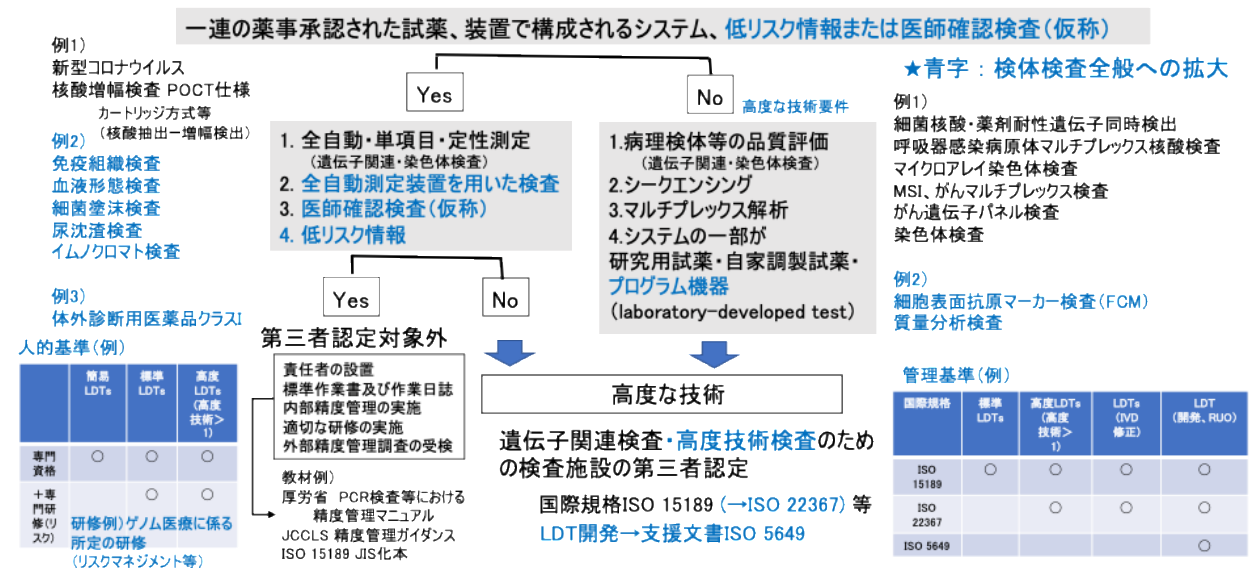 一連の薬事承認された試薬、装置で構成されるシステム、低リスク情報または医師確認検査(仮称)
例1)
新型コロナウイルス
核酸増幅検査 POCT仕様
カートリッジ方式等
(核酸抽出ー増幅検出)
例2)
免疫組織検査
血液形態検査
細菌塗沫検査
尿沈渣検査
イムノクロマト検査
例3)
体外診断用医薬品クラスI
Yes
No
高度な技術要件
1. 全自動・単項目・定性測定
(遺伝子関連・染色体検査)
2. 全自動測定装置を用いた検査
3. 医師確認検査(仮称)
4. 低リスク情報
1.病理検体等の品質評価
(遺伝子関連・染色体検査)
2.シークエンシング
3.マルチプレックス解析
4.システムの一部が
研究用試薬・自家調製試薬・
プログラム機器
(laboratory-developed test)
★青字：検体検査全般への拡大
例1)
細菌核酸・薬剤耐性遺伝子同時検出
呼吸器感染病原体マルチプレックス核酸検査
マイクロアレイ染色体検査
MSI、がんマルチプレックス検査
がん遺伝子パネル検査
染色体検査
例2)
細胞表面抗原マーカー検査(FCM)
質量分析検査
Yes
No
第三者認定対象外
責任者の設置
標準作業書及び作業日誌
内部精度管理の実施
適切な研修の実施
外部精度管理調査の受検
教材例)
厚労省 PCR検査等における
精度管理マニュアル
JCCLS 精度管理ガイダンス
ISO 15189 JIS化本
高度な技術
遺伝子関連検査・高度技術検査のため
の検査施設の第三者認定
国際規格ISO 15189 (→ISO 22367) 等
LDT開発→支援文書ISO 5649
人的基準(例)
簡易 LDTs 標準 LDTs 高度 LDTs (高度 技術> 1)
専門 資格 ○ ○ ○
＋専 門研 修(リ スク) ○ ○
研修例)ゲノム医療に係る
所定の研修
(リスクマネジメント等)
管理基準(例)
国際規格 標準 LDTs 高度LDTs (高度 技術> 1) LDTs (IVD 修正) LDT (開発、RUO)
ISO 15189 ○ ○ ○ ○
ISO 22367 ○ ○ ○
ISO 5649 ○